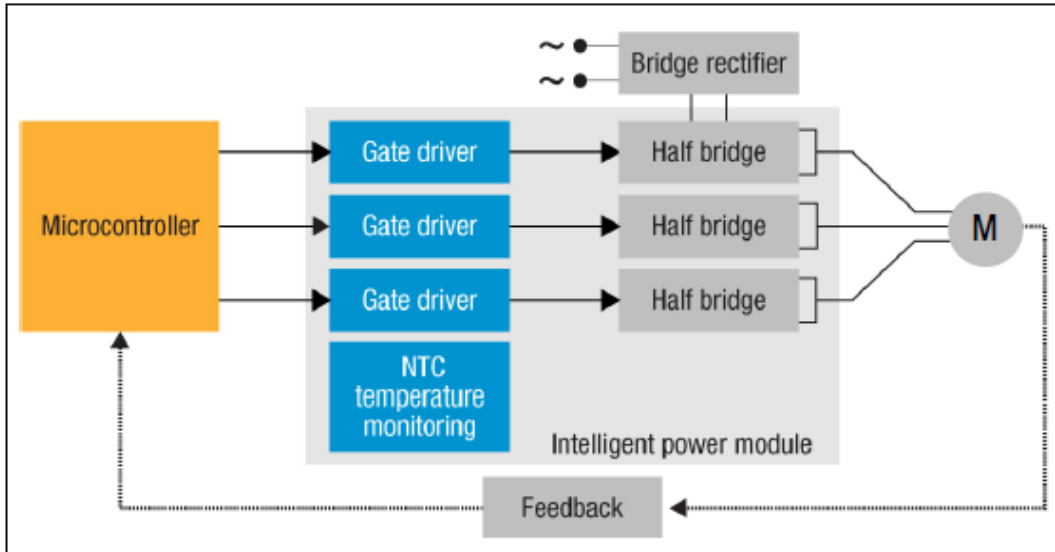 ~
~
Bridge rectifier
Microcontroller
Gate driver
Half bridge
Gate driver
Half bridge
M
Gate driver
Half bridge
NTC
temperature
monitoring
Intelligent power module
Feedback